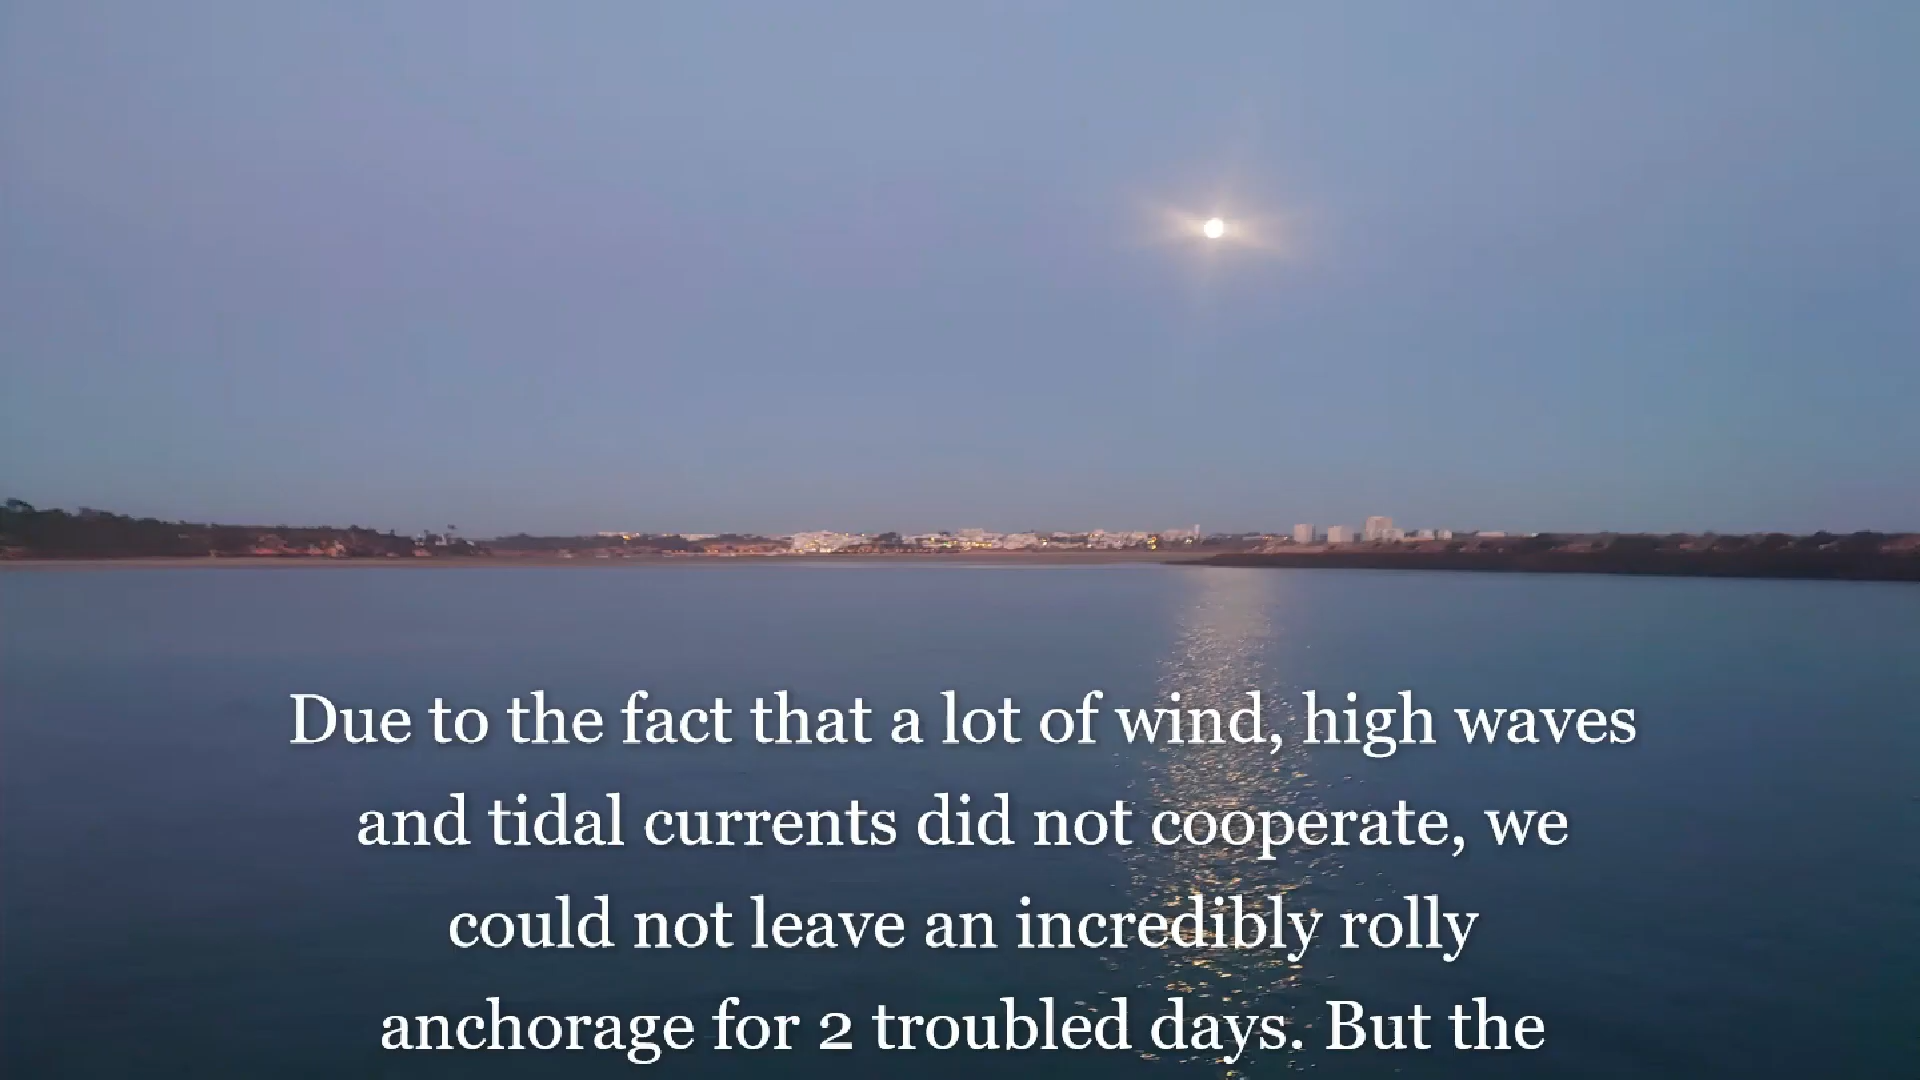 Due to the fact that a lot of wind, high waves
and tidal currents did not cooperate, we
could not leave an incredibly rolly
anchorage for 2 troubled days. But the